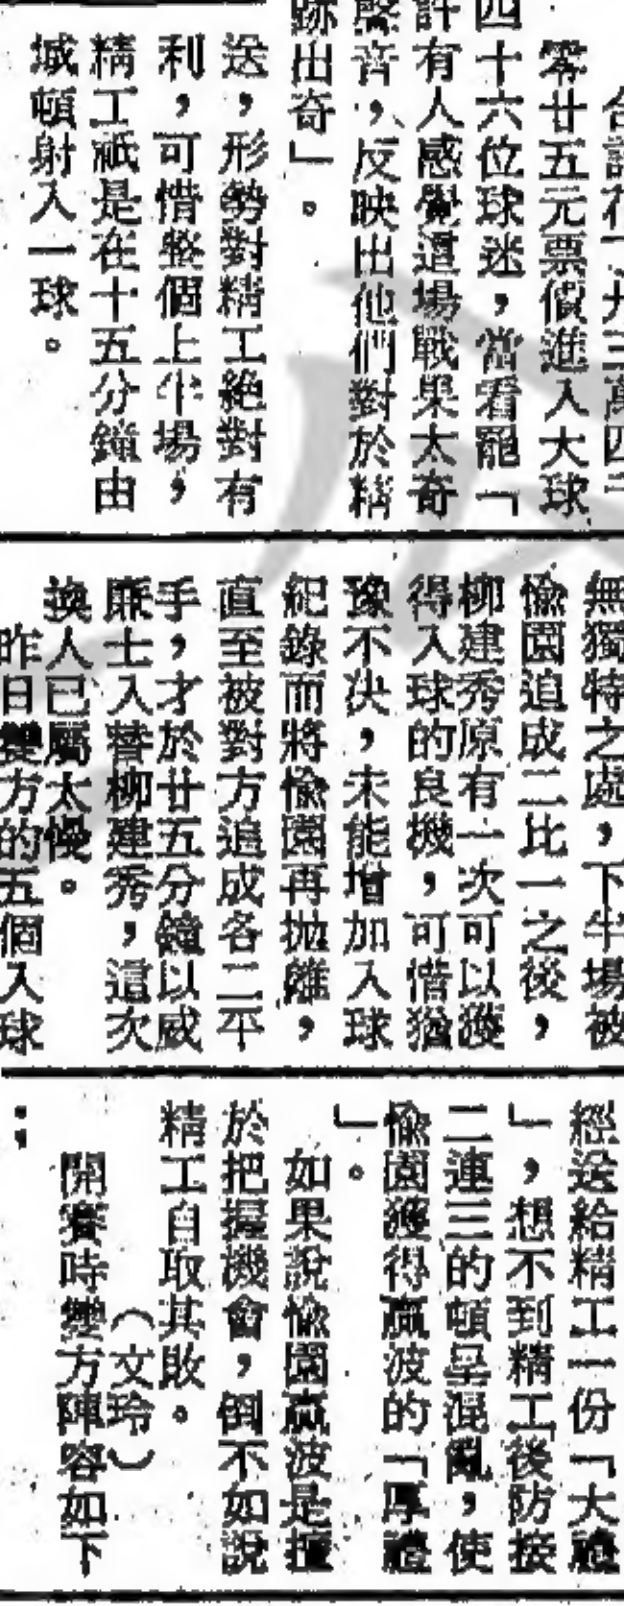 零廿五元票價進入大球
四十六位球迷，當看罷「
許有人感覺這場戰果太奇
聲音，反映出他們對於精
跡出奇」。
送，形勢對精工絕對有
利，可惜整個上半場，
精工祇是在十五分鐘由
域頓射入一球。
無獨特之處，下半場被
愉園追成二比一之後，
柳建秀原有一次可以獲
得入球的良機，可惜猶
豫不決，未能增加入球
紀錄而將愉園再拋離，
直至被對方追成各二平
手，才於廿五分鐘以威
廉士入替柳建秀，這次
換人已屬太慢。
昨日雙方的五個入球
經送給精工一份「大禮
」，想不到精工後防接
二連三的頓呈混亂，使
愉園獲得贏波的「厚禮
」。
如果說愉園贏波是擅
於把握機會，倒不如說
精工自取其敗。
（文玲）
開賽時雙方陣容如下
：